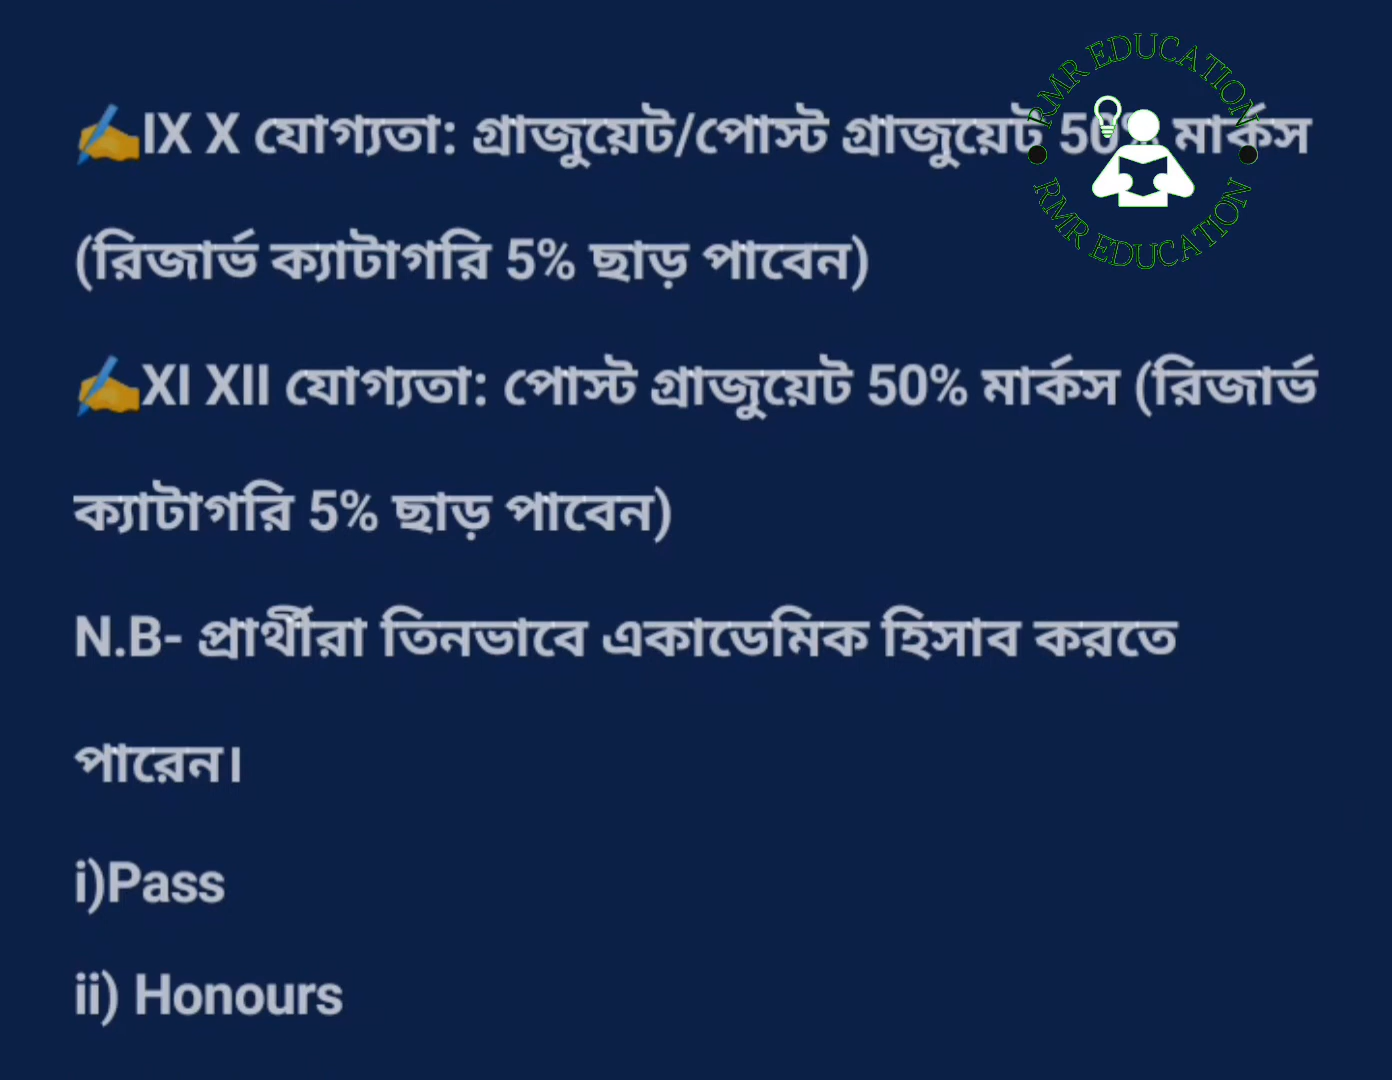 RMR EDUCATION
✍️IX X যোগ্যতা: গ্রাজুয়েট/পোস্ট গ্রাজুয়েট 50% মার্কস
RMR EDUCATION
(রিজার্ভ ক্যাটাগরি 5% ছাড় পাবেন)
✍️XI XII যোগ্যতা: পোস্ট গ্রাজুয়েট 50% মার্কস (রিজার্ভ
ক্যাটাগরি 5% ছাড় পাবেন)
N.B- প্রার্থীরা তিনভাবে একাডেমিক হিসাব করতে
পারেন।
i)Pass
ii) Honours